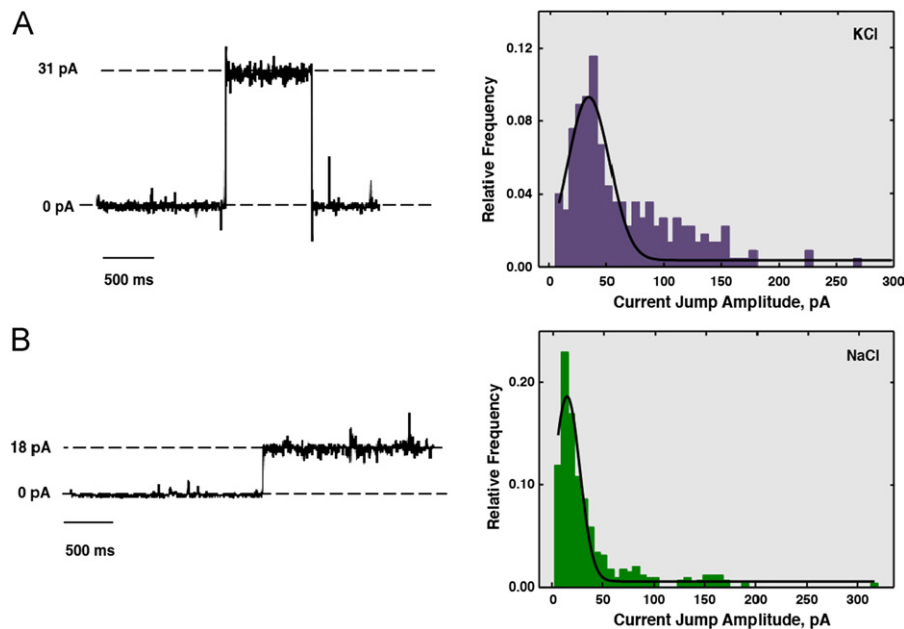 A
31 pA
0 pA
500 ms
KCl
Relative Frequency
0.12
0.08
0.04
0.00
0 50 100 150 200 250 300
Current Jump Amplitude, pA
B
18 pA
0 pA
500 ms
NaCl
Relative Frequency
0.20
0.10
0.00
0 50 100 150 200 250 300
Current Jump Amplitude, pA